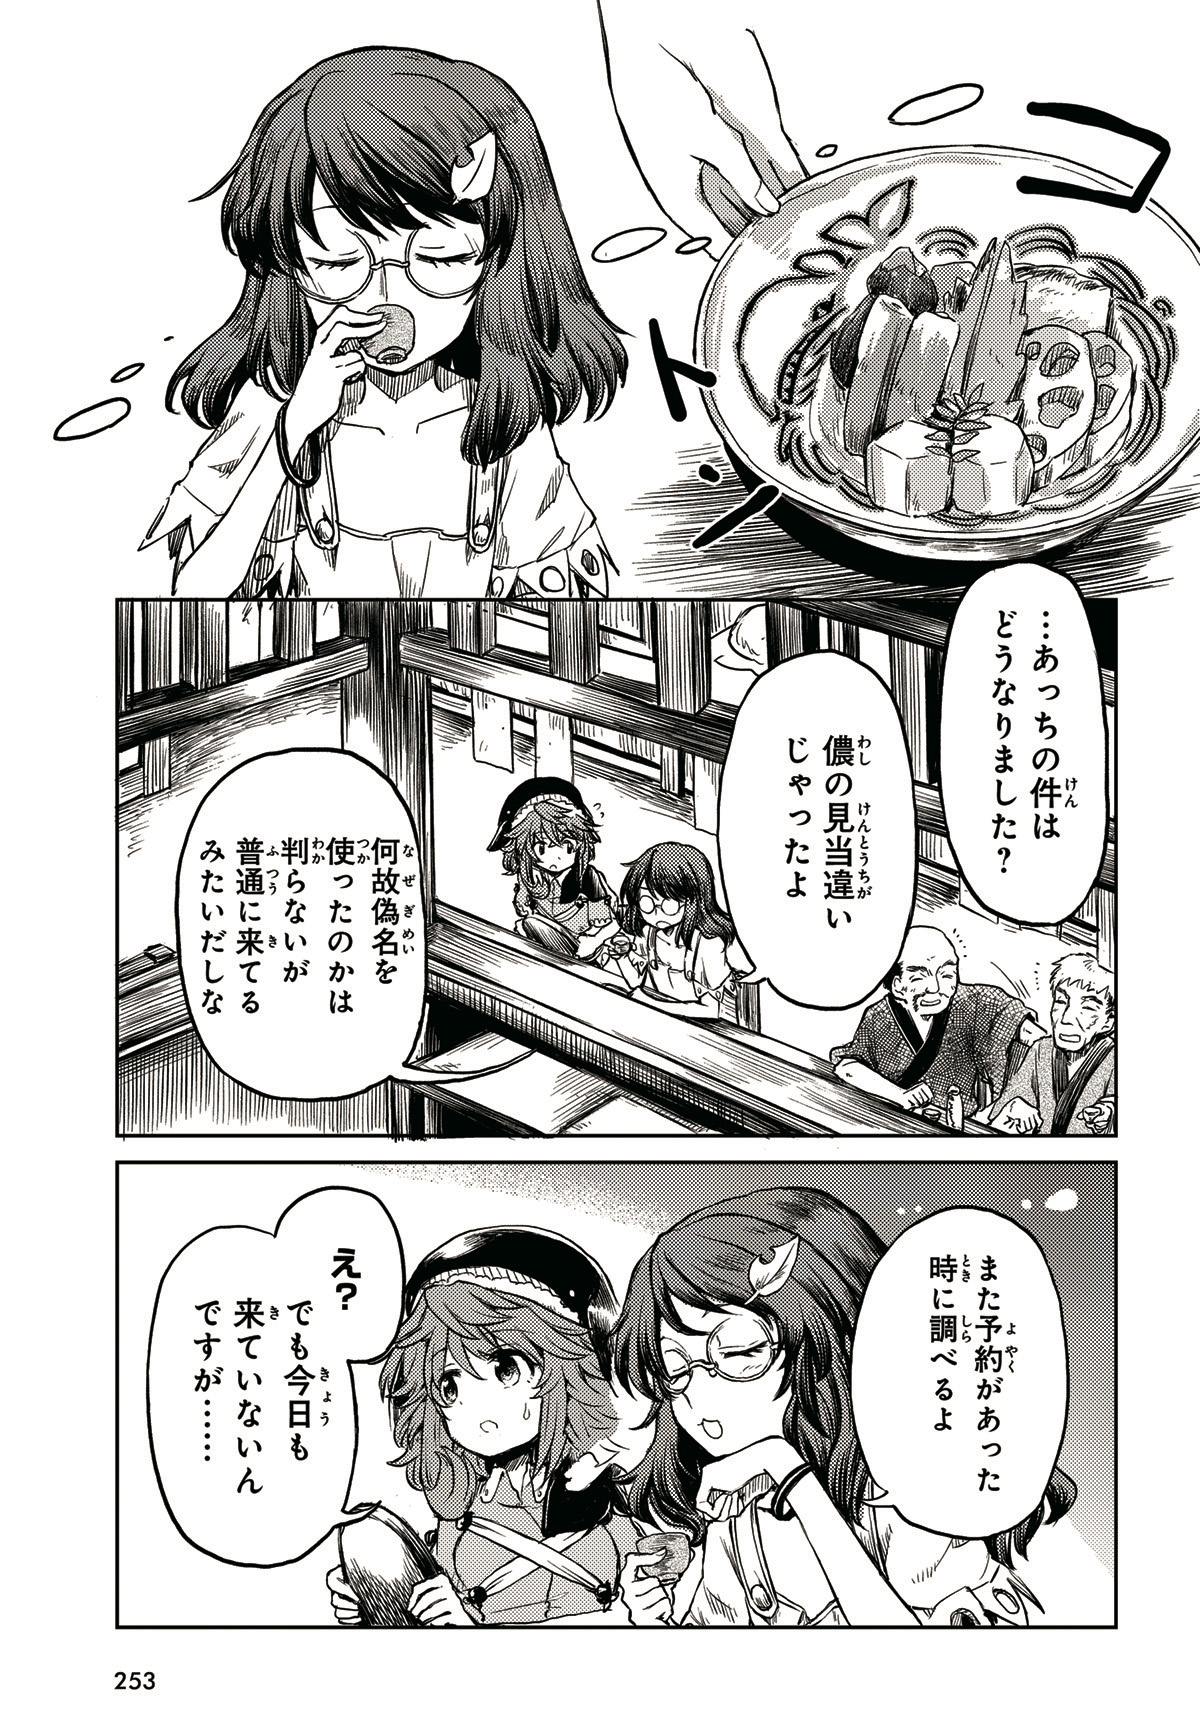 コトッ
…あっちの件は
どうなりました?
儂の見当違い
じゃったよ
何故偽名を
使ったのかは
判らないが
普通に来てる
みたいだしな
また予約があった
時に調べるよ
え?
でも今日も
来ていないん
ですが……
253